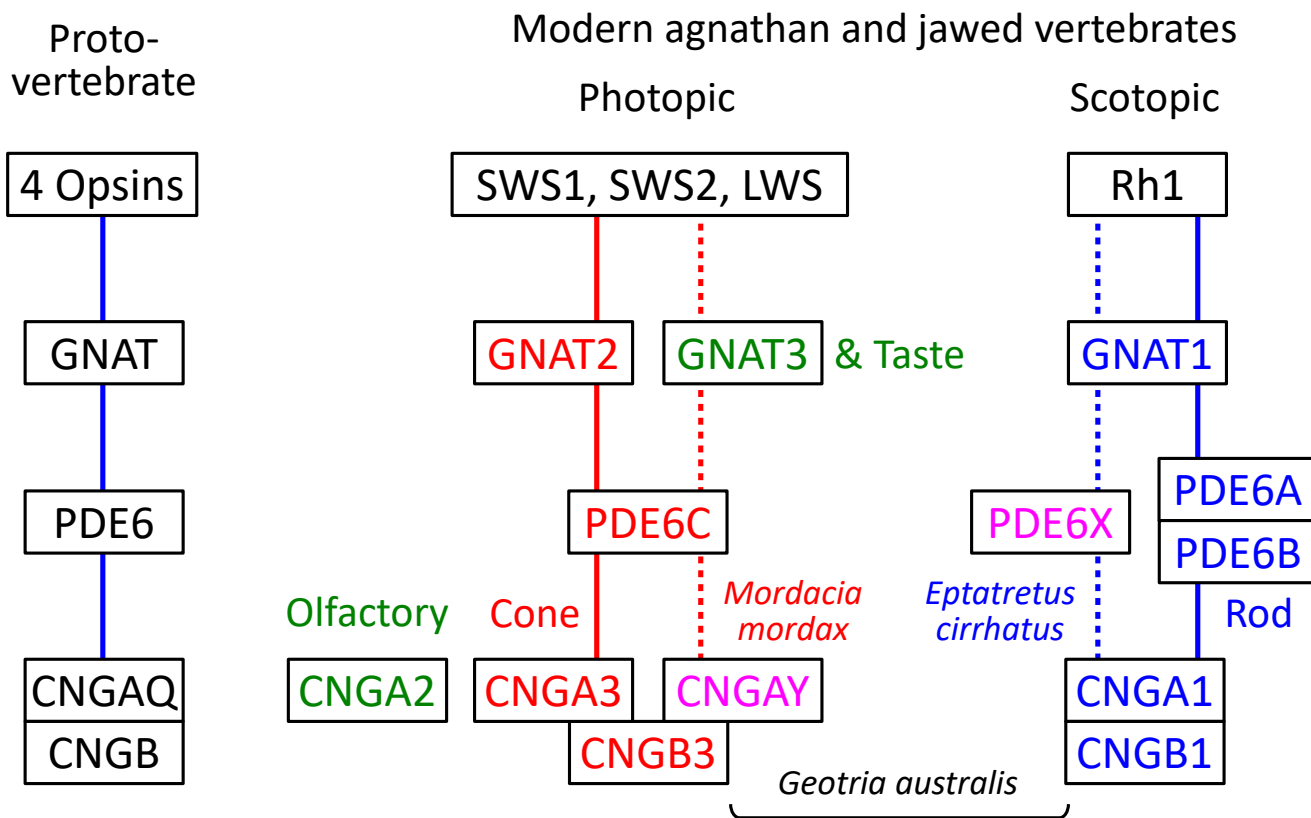 Proto-
vertebrate
Modern agnathan and jawed vertebrates
Photopic
Scotopic
4 Opsins
SWS1, SWS2, LWS
Rh1
GNAT
GNAT2
GNAT3
& Taste
GNAT1
PDE6
PDE6C
PDE6X
PDE6A
PDE6B
Olfactory
Cone
Mordacia
mordax
Eptatretus
cirrhatus
Rod
CNGAQ
CNGA2
CNGA3
CNGAY
CNGA1
CNGB
CNGB3
CNGB1
Geotria australis